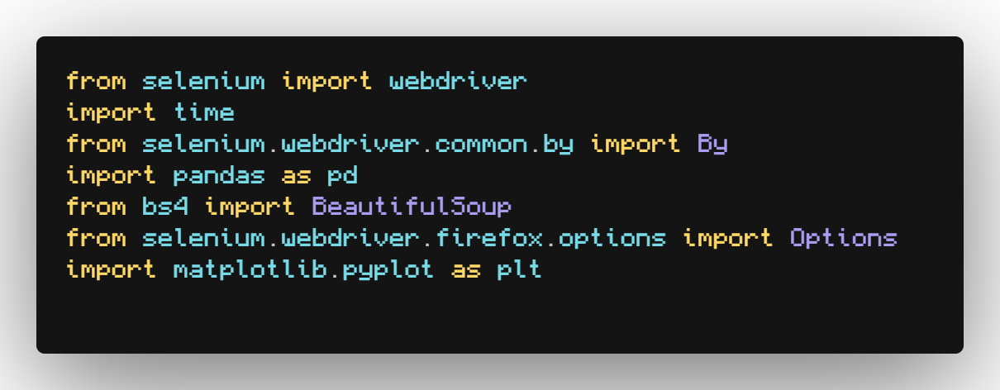 from selenium import webdriver
import time
from selenium.webdriver.common.by import By
import pandas as pd
from bs4 import BeautifulSoup
from selenium.webdriver.firefox.options import Options
import matplotlib.pyplot as plt